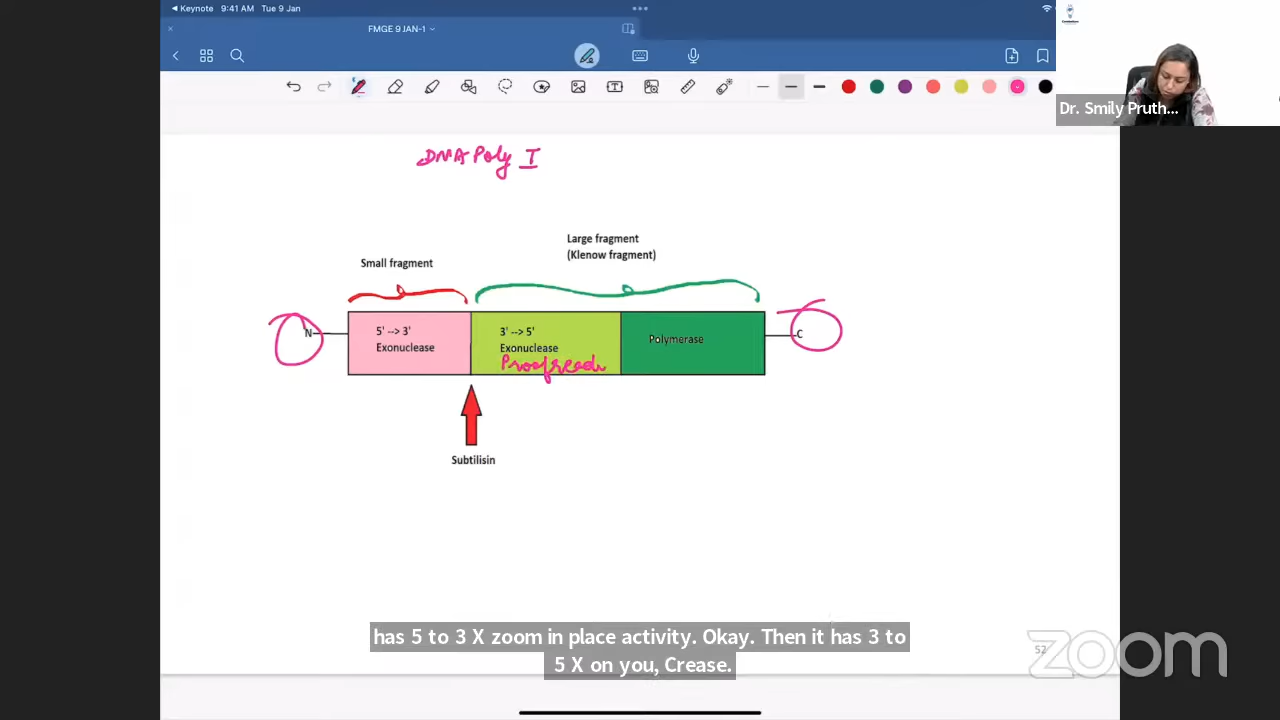 Keynote 9:41 AM Tue 9 Jan
FMGE 9 JAN-1
Dr. Smily Pruth...
DNA Poly I
Large fragment
(Klenow fragment)
Small fragment
N
5' --> 3'
Exonuclease
3' --> 5'
Exonuclease
Proofread
Polymerase
C
Subtilisin
has 5 to 3 X zoom in place activity. Okay. Then it has 3 to
5 X on you, Crease.
52
zoom